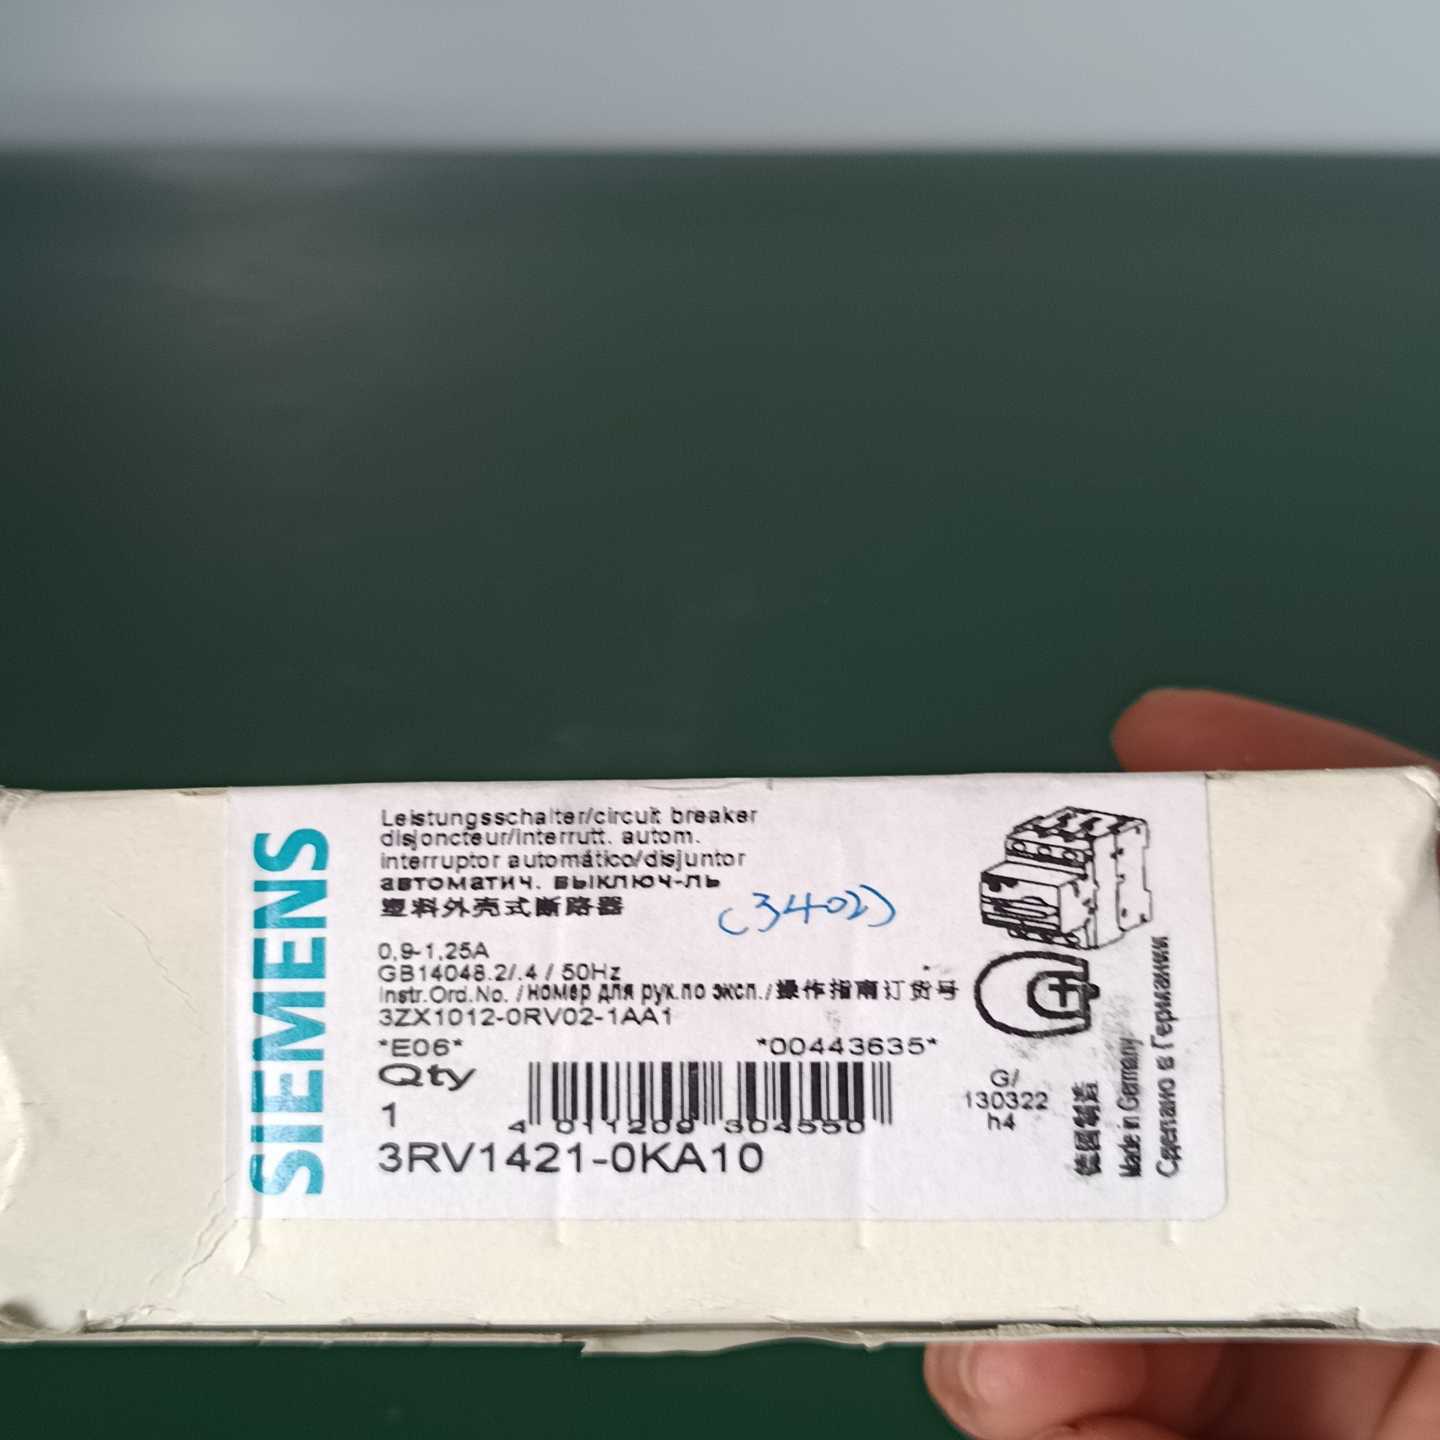 SIEMENS
Leistungsschalter/circuit breaker
disjoncteur/interrutt. autom.
interruptor automático/disjuntor
автоматич. выключ-ль
塑料外壳式断路器
(3402)
0,9-1,25A
GB14048.2/.4 / 50Hz
Instr.Ord.No. /номер для рук.по эксп./操作指南订货号
3ZX1012-0RV02-1AA1
*E06* *00443635*
Qty
1
4 011209 304550
3RV1421-0KA10
G/
130322
h4
德国制造
Made in Germany
Сделано в Германии